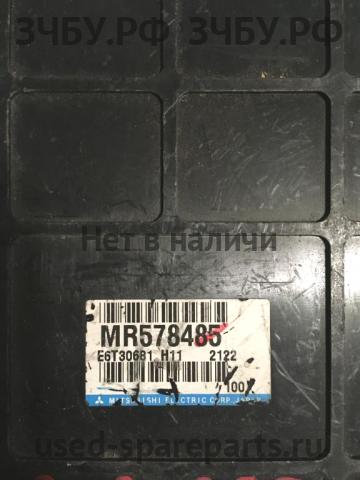 ЗЧБУ.РФ ЗЧБУ.РФ
Нет в наличи
MR578485
E6T30681 H11 2122
100
MITSUBISHI ELECTRIC CORP. JAPAN
used-spareparts.ru